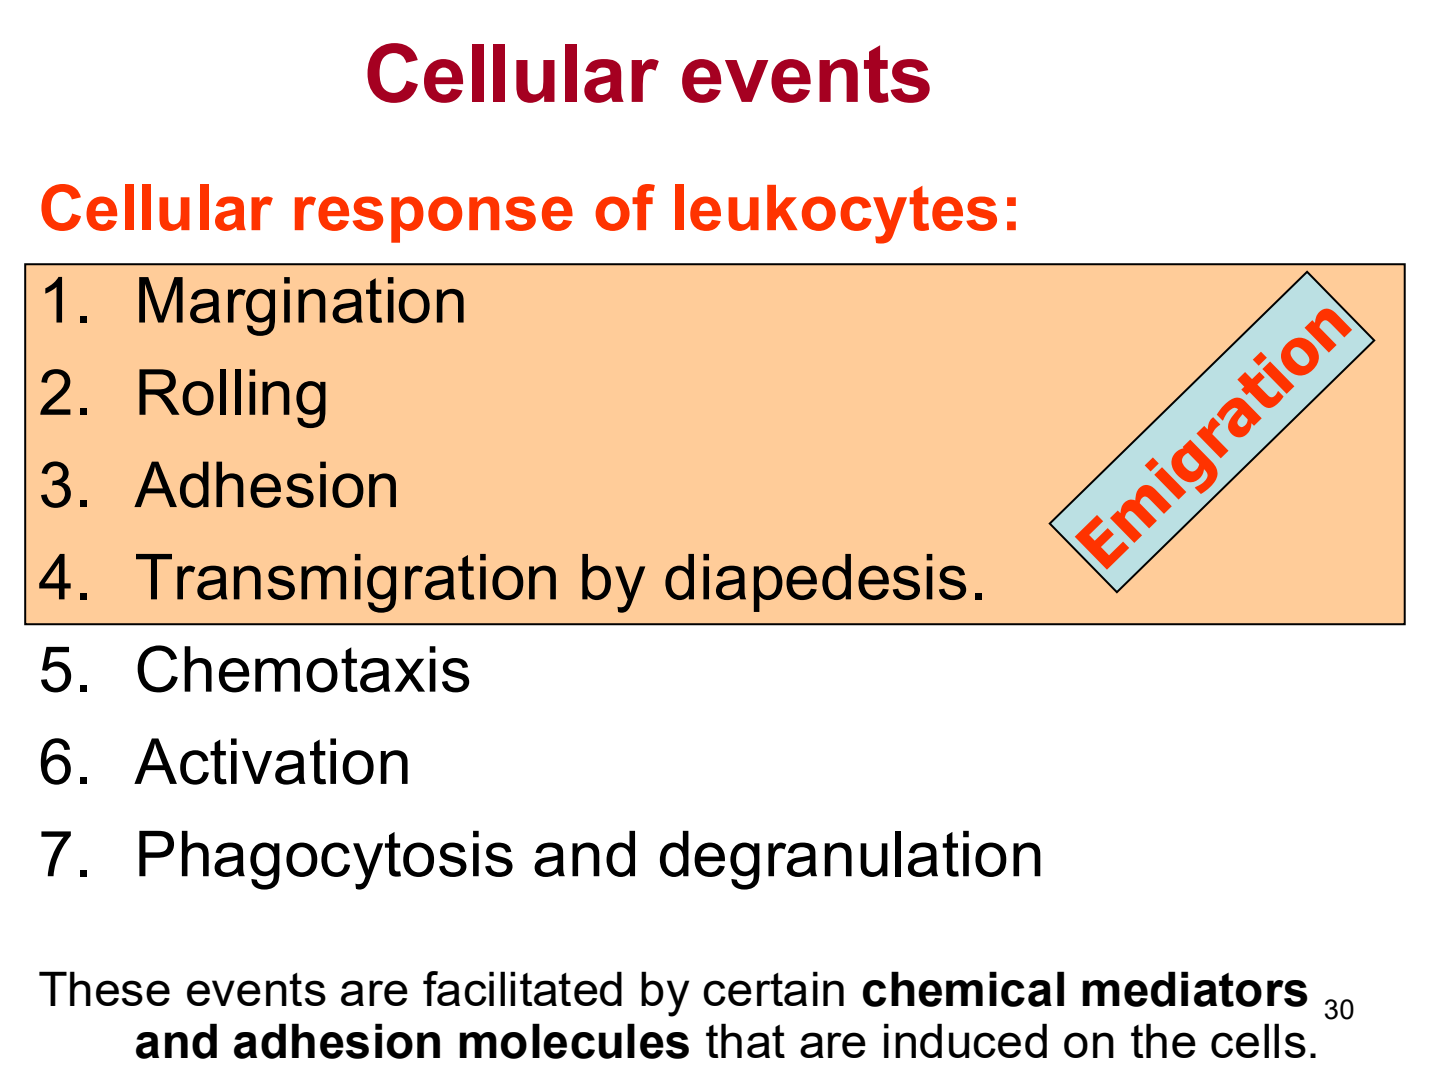 Cellular events
Cellular response of leukocytes:
1. Margination
2. Rolling
3. Adhesion
4. Transmigration by diapedesis.
Emigration
5. Chemotaxis
6. Activation
7. Phagocytosis and degranulation
These events are facilitated by certain chemical mediators
and adhesion molecules that are induced on the cells.
30